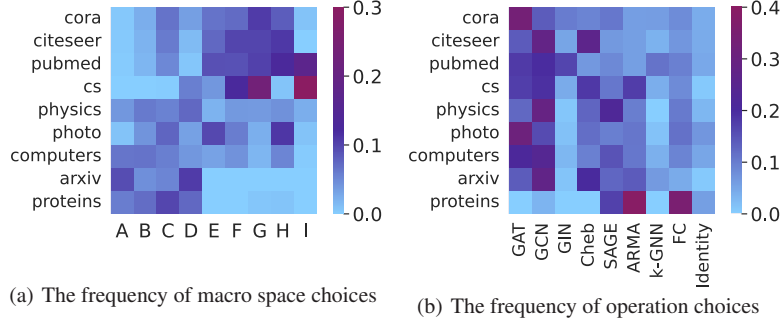 cora
citeseer
pubmed
cs
physics
photo
computers
arxiv
proteins
A B C D E F G H I
0.3
0.2
0.1
0.0
(a) The frequency of macro space choices
cora
citeseer
pubmed
cs
physics
photo
computers
arxiv
proteins
GAT
GCN
GIN
Cheb
SAGE
ARMA
k-GNN
FC
Identity
0.4
0.3
0.2
0.1
0.0
(b) The frequency of operation choices